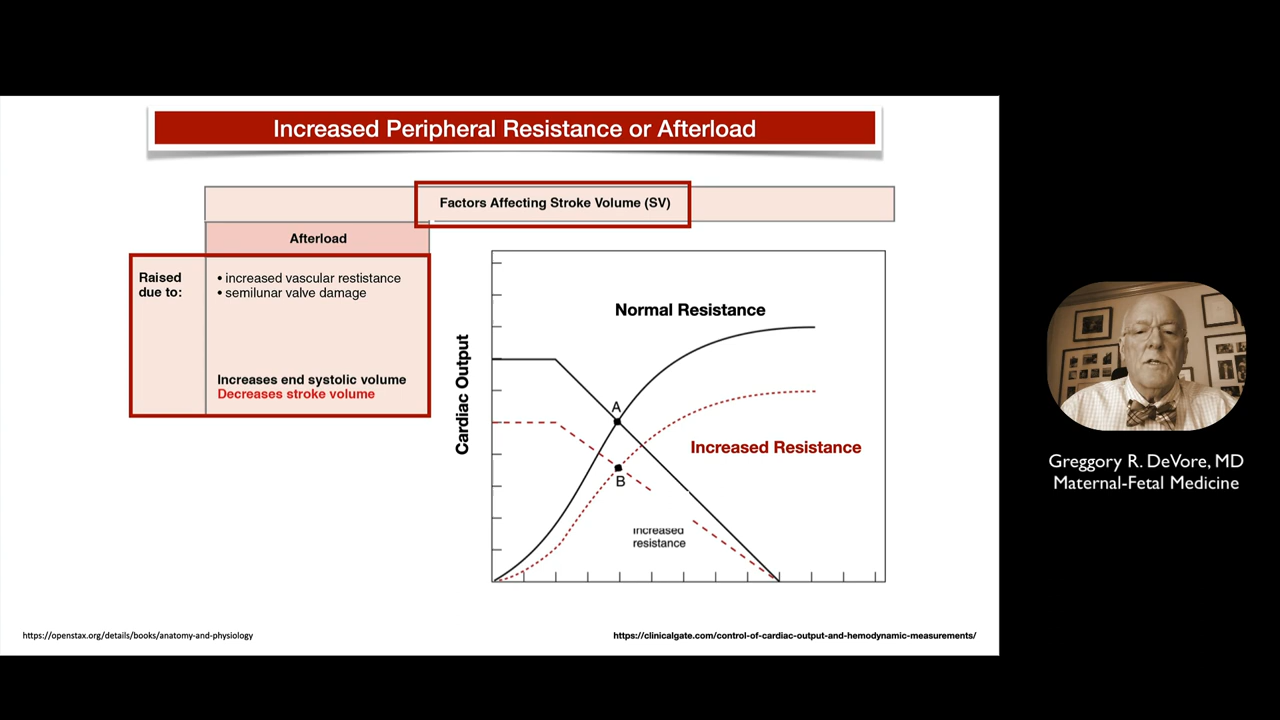 Increased Peripheral Resistance or Afterload
Factors Affecting Stroke Volume (SV)
Afterload
Raised
due to:
• increased vascular restistance
• semilunar valve damage
Increases end systolic volume
Decreases stroke volume
Cardiac Output
Normal Resistance
A
Increased Resistance
B
increased
resistance
Greggory R. DeVore, MD
Maternal-Fetal Medicine
https://openstax.org/details/books/anatomy-and-physiology
https://clinicalgate.com/control-of-cardiac-output-and-hemodynamic-measurements/